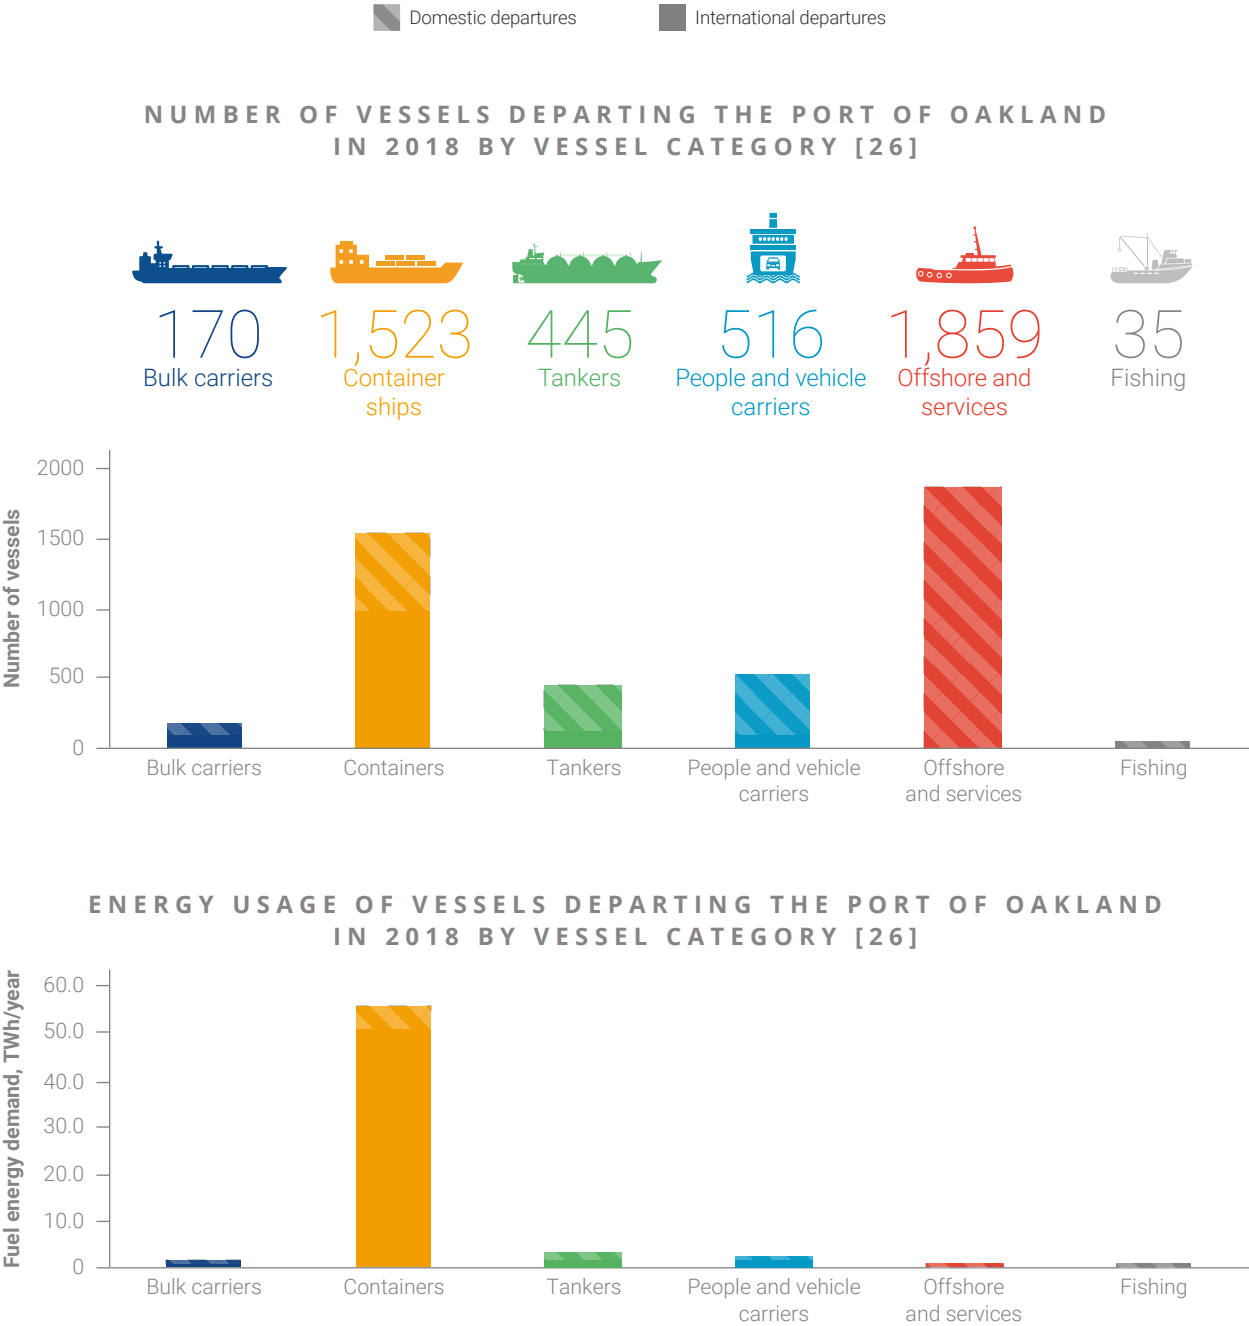 Domestic departures
International departures
NUMBER OF VESSELS DEPARTING THE PORT OF OAKLAND
IN 2018 BY VESSEL CATEGORY [26]
170
Bulk carriers
1,523
Container
ships
445
Tankers
516
People and vehicle
carriers
1,859
Offshore and
services
35
Fishing
Number of vessels
2000
1500
1000
500
0
Bulk carriers
Containers
Tankers
People and vehicle
carriers
Offshore
and services
Fishing
ENERGY USAGE OF VESSELS DEPARTING THE PORT OF OAKLAND
IN 2018 BY VESSEL CATEGORY [26]
Fuel energy demand, TWh/year
60.0
50.0
40.0
30.0
20.0
10.0
0
Bulk carriers
Containers
Tankers
People and vehicle
carriers
Offshore
and services
Fishing